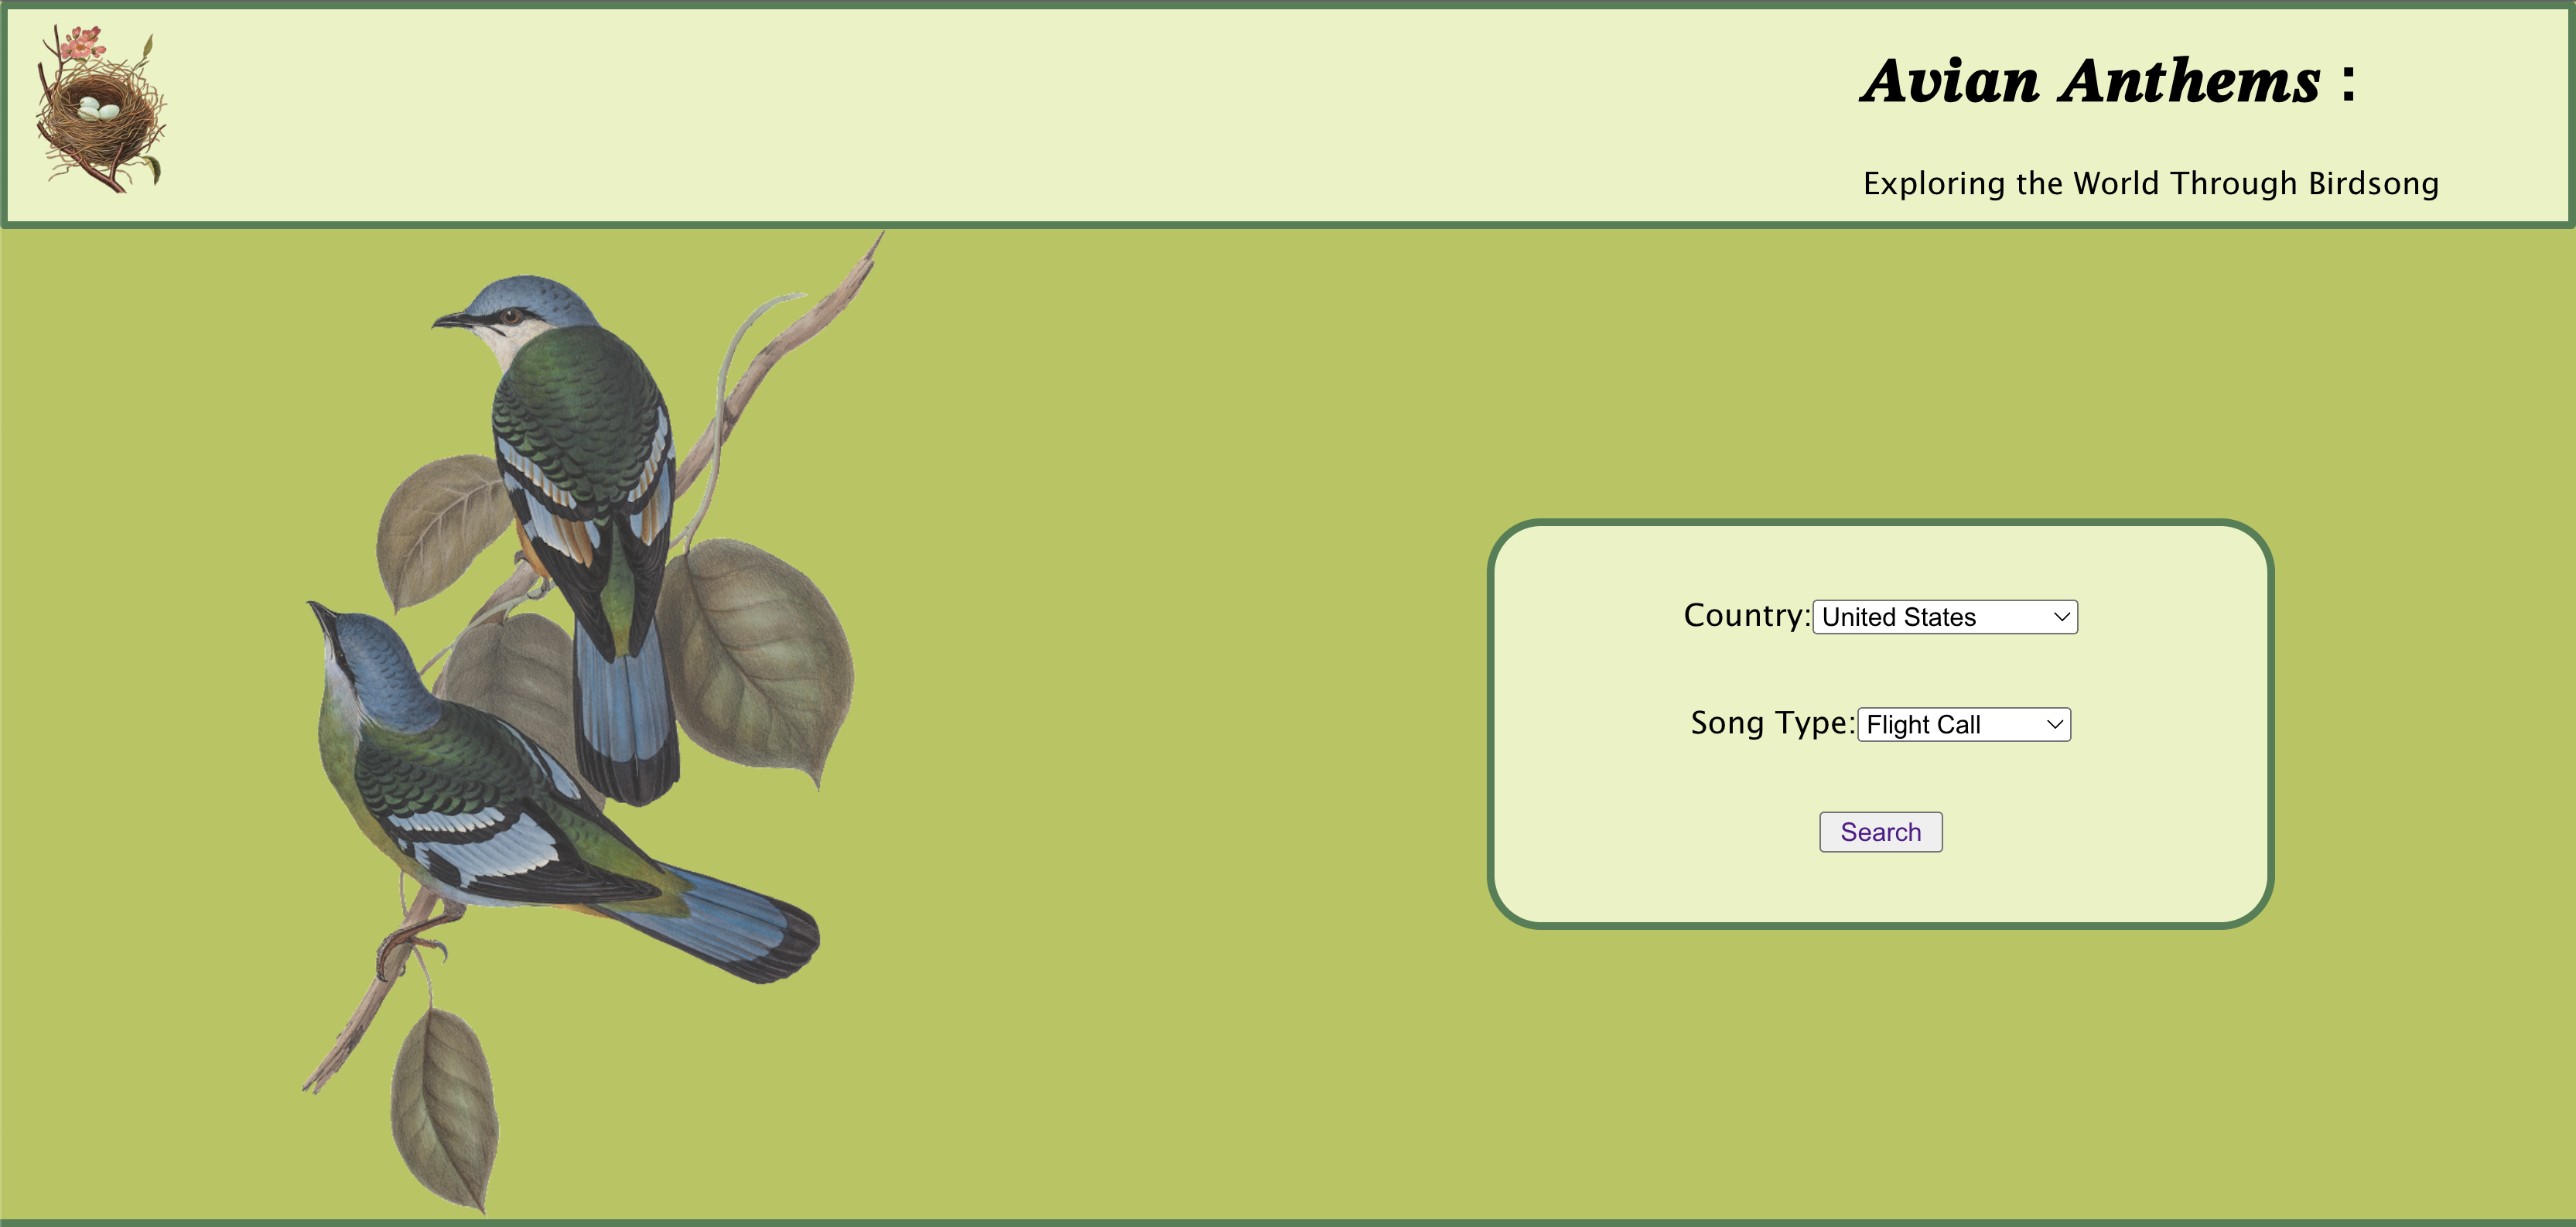 Avian Anthems :
Exploring the World Through Birdsong
Country: United States
Song Type: Flight Call
Search